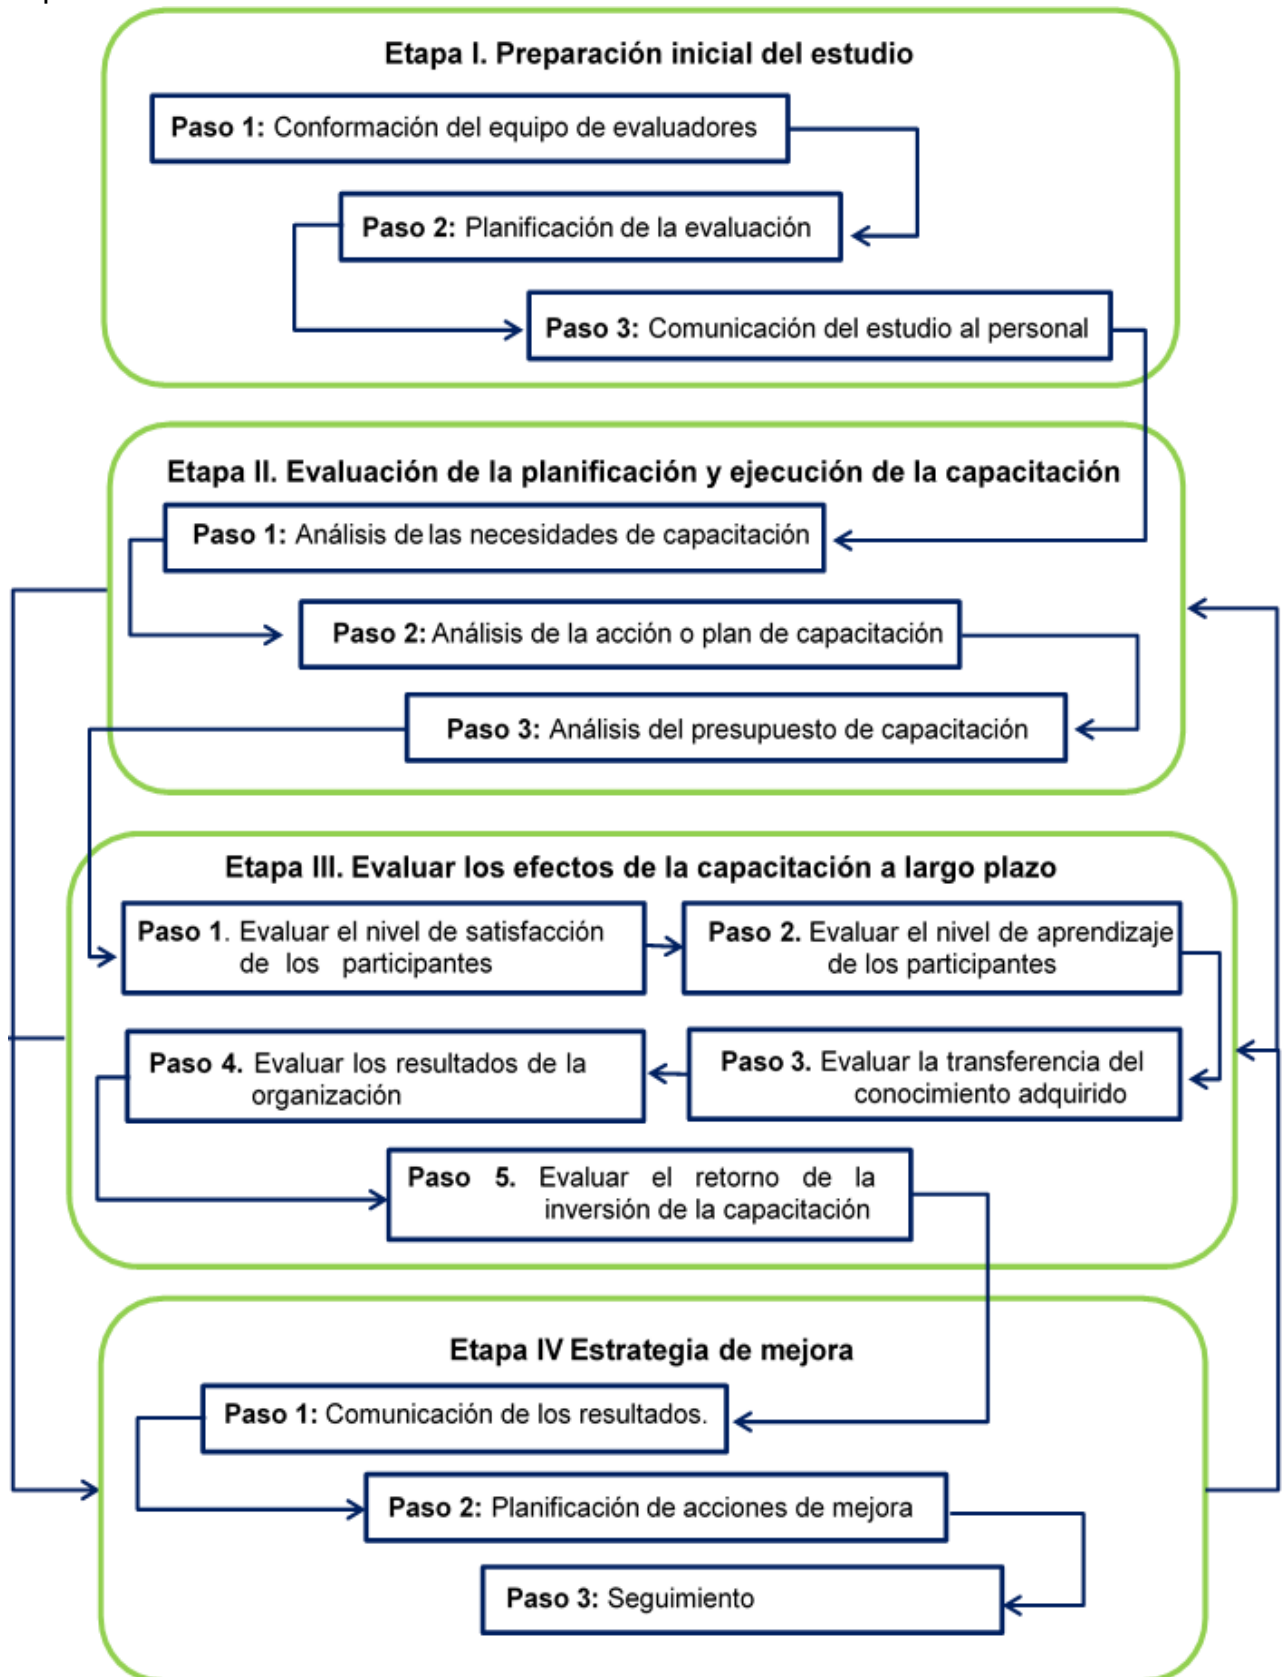 Etapa I. Preparación inicial del estudio
Paso 1: Conformación del equipo de evaluadores
Paso 2: Planificación de la evaluación
Paso 3: Comunicación del estudio al personal
Etapa II. Evaluación de la planificación y ejecución de la capacitación
Paso 1: Análisis de las necesidades de capacitación
Paso 2: Análisis de la acción o plan de capacitación
Paso 3: Análisis del presupuesto de capacitación
Etapa III. Evaluar los efectos de la capacitación a largo plazo
Paso 1. Evaluar el nivel de satisfacción
de los participantes
Paso 2. Evaluar el nivel de aprendizaje
de los participantes
Paso 3. Evaluar la transferencia del
conocimiento adquirido
Paso 4. Evaluar los resultados de la
organización
Paso 5. Evaluar el retorno de la
inversión de la capacitación
Etapa IV Estrategia de mejora
Paso 1: Comunicación de los resultados.
Paso 2: Planificación de acciones de mejora
Paso 3: Seguimiento